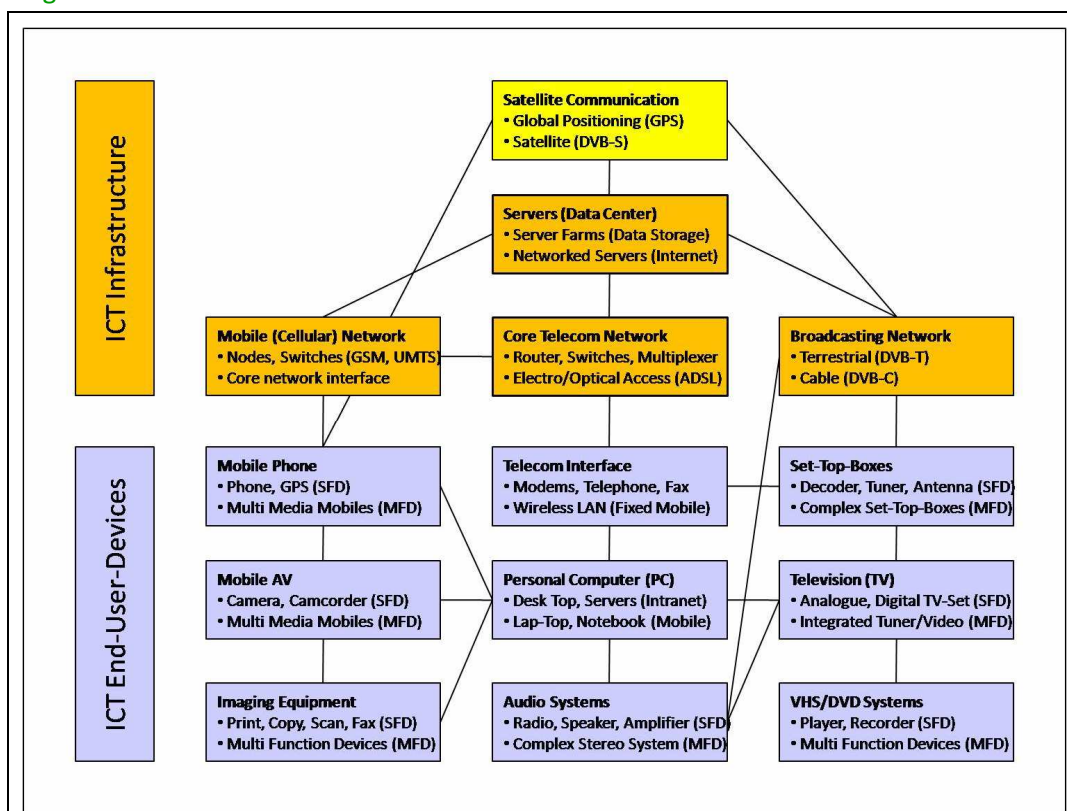 ICT Infrastructure
Satellite Communication
• Global Positioning (GPS)
• Satellite (DVB-S)
Servers (Data Center)
• Server Farms (Data Storage)
• Networked Servers (Internet)
Mobile (Cellular) Network
• Nodes, Switches (GSM, UMTS)
• Core network interface
Core Telecom Network
• Router, Switches, Multiplexer
• Electro/Optical Access (ADSL)
Broadcasting Network
• Terrestrial (DVB-T)
• Cable (DVB-C)
ICT End-User-Devices
Mobile Phone
• Phone, GPS (SFD)
• Multi Media Mobiles (MFD)
Telecom Interface
• Modems, Telephone, Fax
• Wireless LAN (Fixed Mobile)
Set-Top-Boxes
• Decoder, Tuner, Antenna (SFD)
• Complex Set-Top-Boxes (MFD)
Mobile AV
• Camera, Camcorder (SFD)
• Multi Media Mobiles (MFD)
Personal Computer (PC)
• Desk Top, Servers (Intranet)
• Lap-Top, Notebook (Mobile)
Television (TV)
• Analogue, Digital TV-Set (SFD)
• Integrated Tuner/Video (MFD)
Imaging Equipment
• Print, Copy, Scan, Fax (SFD)
• Multi Function Devices (MFD)
Audio Systems
• Radio, Speaker, Amplifier (SFD)
• Complex Stereo System (MFD)
VHS/DVD Systems
• Player, Recorder (SFD)
• Multi Function Devices (MFD)